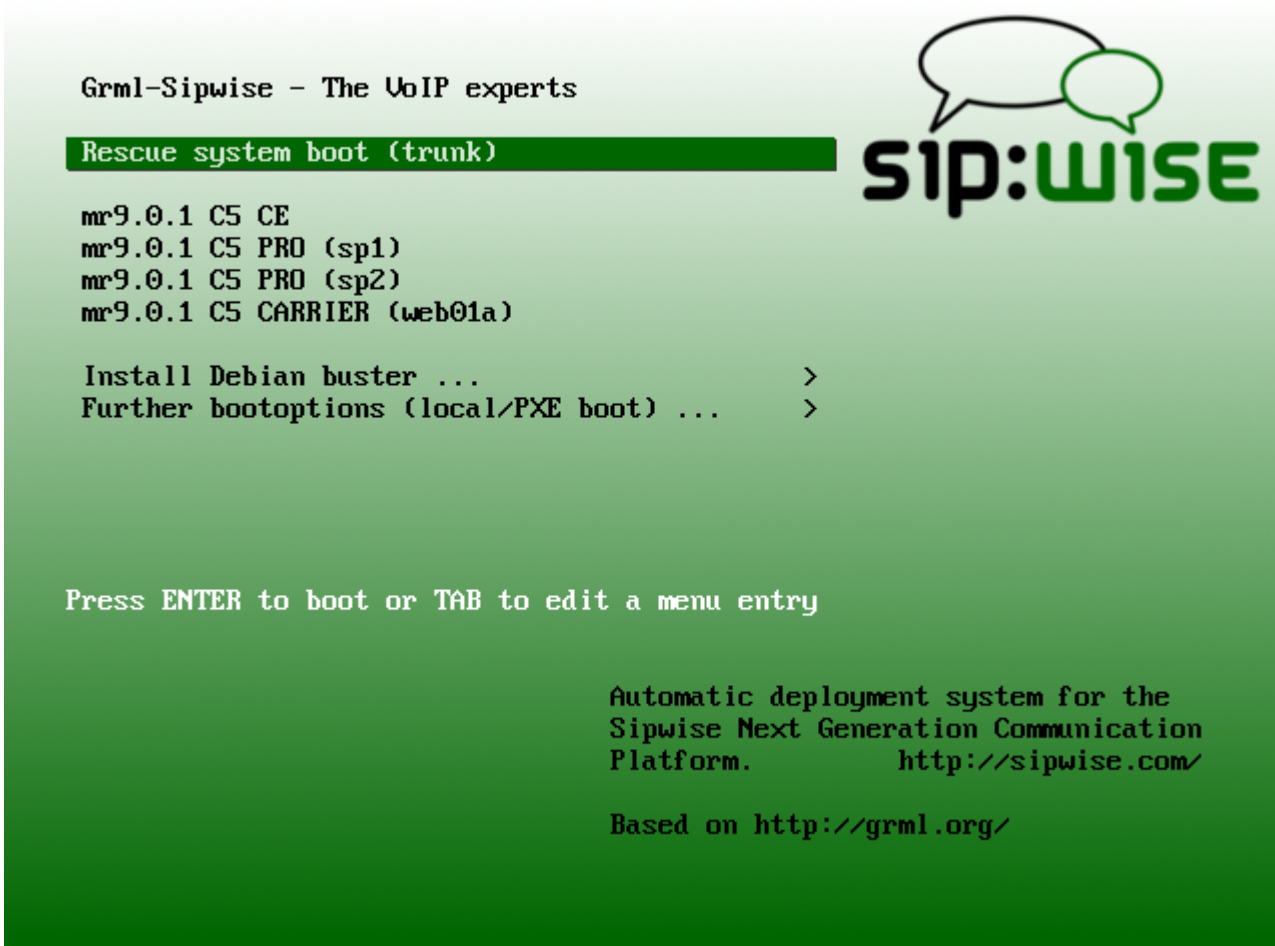 Grml-Sipwise - The VoIP experts
sip:wise
Rescue system boot (trunk)
mr9.0.1 C5 CE
mr9.0.1 C5 PRO (sp1)
mr9.0.1 C5 PRO (sp2)
mr9.0.1 C5 CARRIER (web01a)
Install Debian buster ... >
Further bootoptions (local/PXE boot) ... >
Press ENTER to boot or TAB to edit a menu entry
Automatic deployment system for the
Sipwise Next Generation Communication
Platform. http://sipwise.com/
Based on http://grml.org/